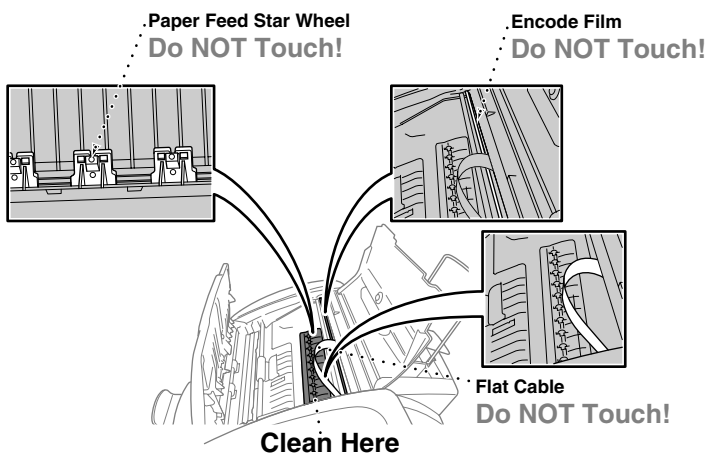 Paper Feed Star Wheel
Do NOT Touch!
Encode Film
Do NOT Touch!
Flat Cable
Do NOT Touch!
Clean Here